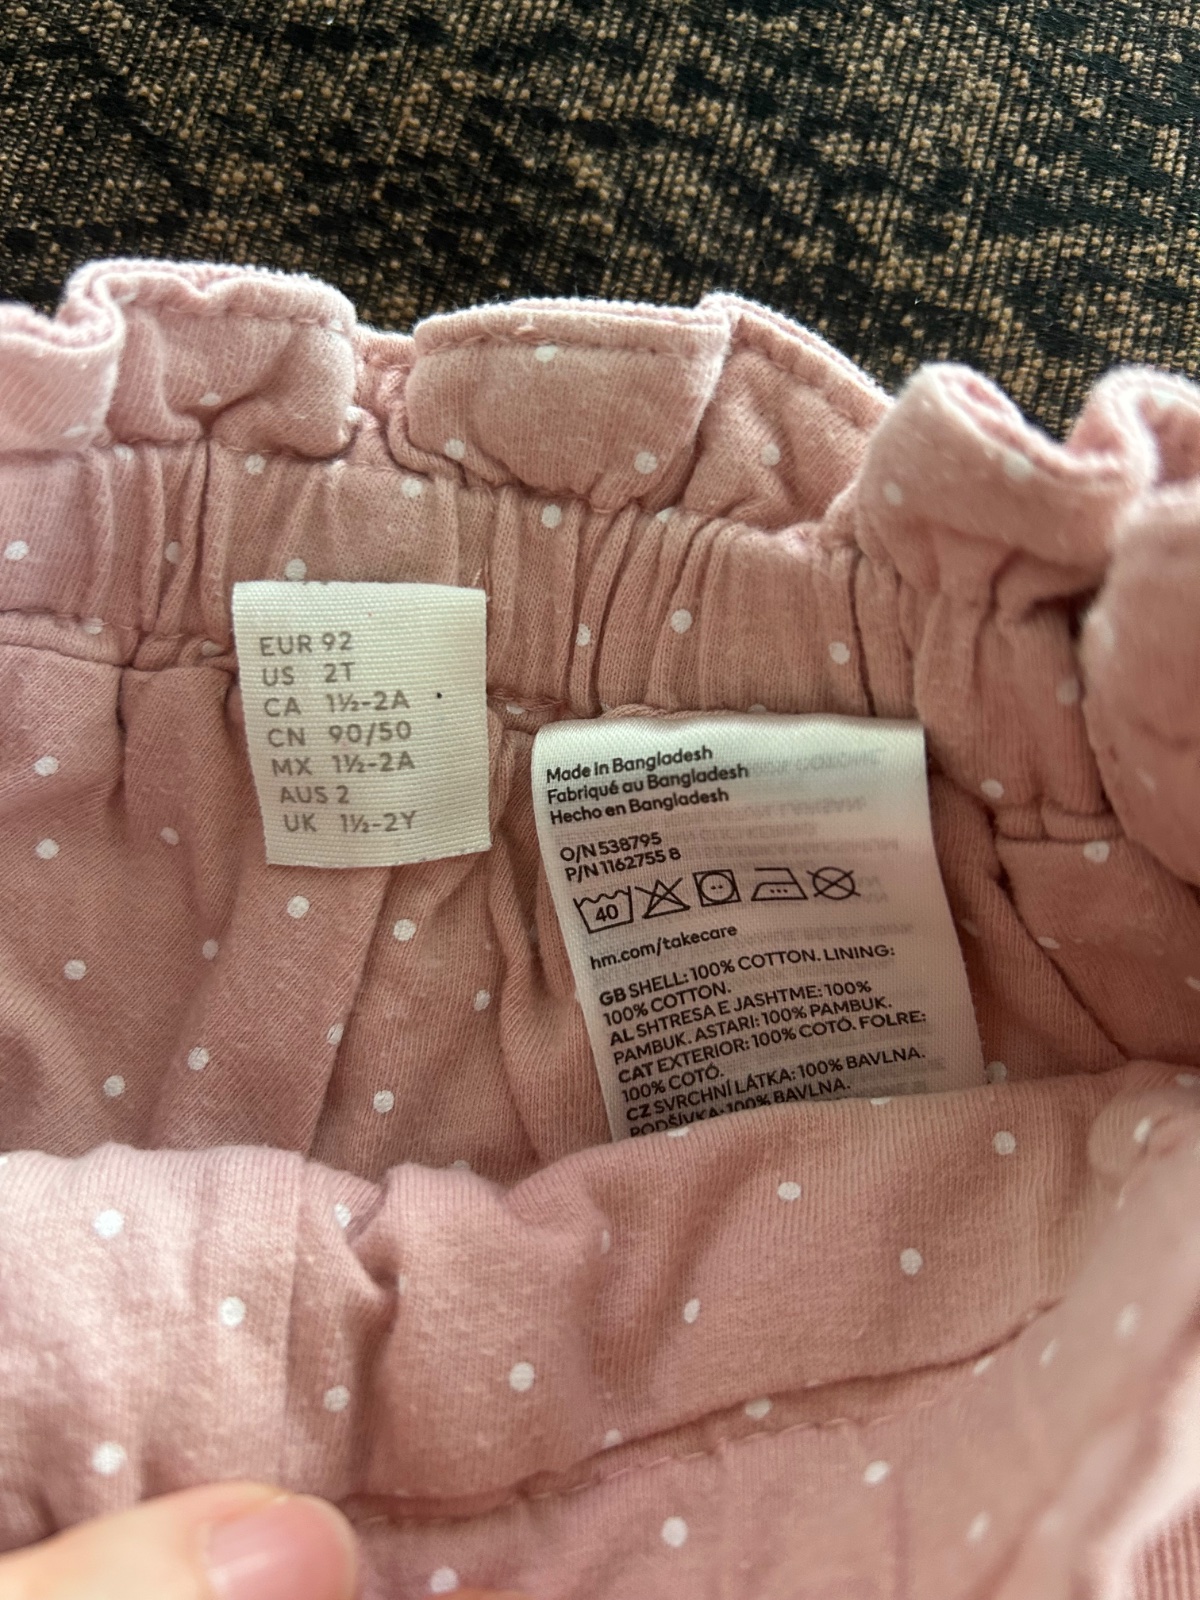 EUR 92
US 2T
CA 1½-2A
CN 90/50
MX 1½-2A
AUS 2
UK 1½-2Y
Made in Bangladesh
Fabriqué au Bangladesh
Hecho en Bangladesh
O/N 538795
P/N 1162755 8
40
hm.com/takecare
GB SHELL: 100% COTTON. LINING:
100% COTTON.
AL SHTRESA E JASHTME: 100%
PAMBUK. ASTARI: 100% PAMBUK.
CAT EXTERIOR: 100% COTÓ. FOLRE:
100% COTÓ.
CZ SVRCHNÍ LÁTKA: 100% BAVLNA.
PODŠÍVKA: 100% BAVLNA.